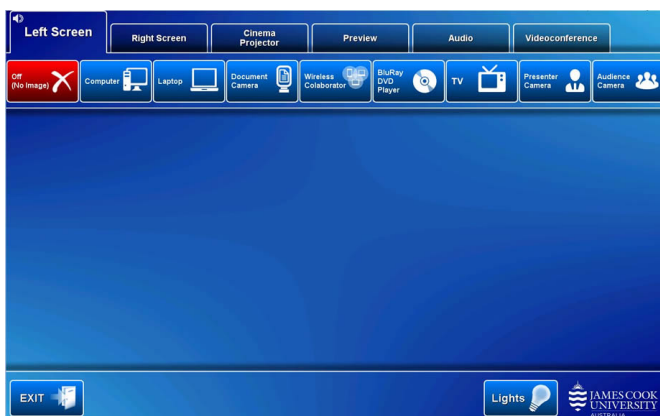 Left Screen
Right Screen
Cinema
Projector
Preview
Audio
Videoconference
Off
(No Image)
Computer
Laptop
Document
Camera
Wireless
Colaborator
BluRay
DVD
Player
TV
Presenter
Camera
Audience
Camera
EXIT
Lights
JAMES COOK
UNIVERSITY
AUSTRALIA